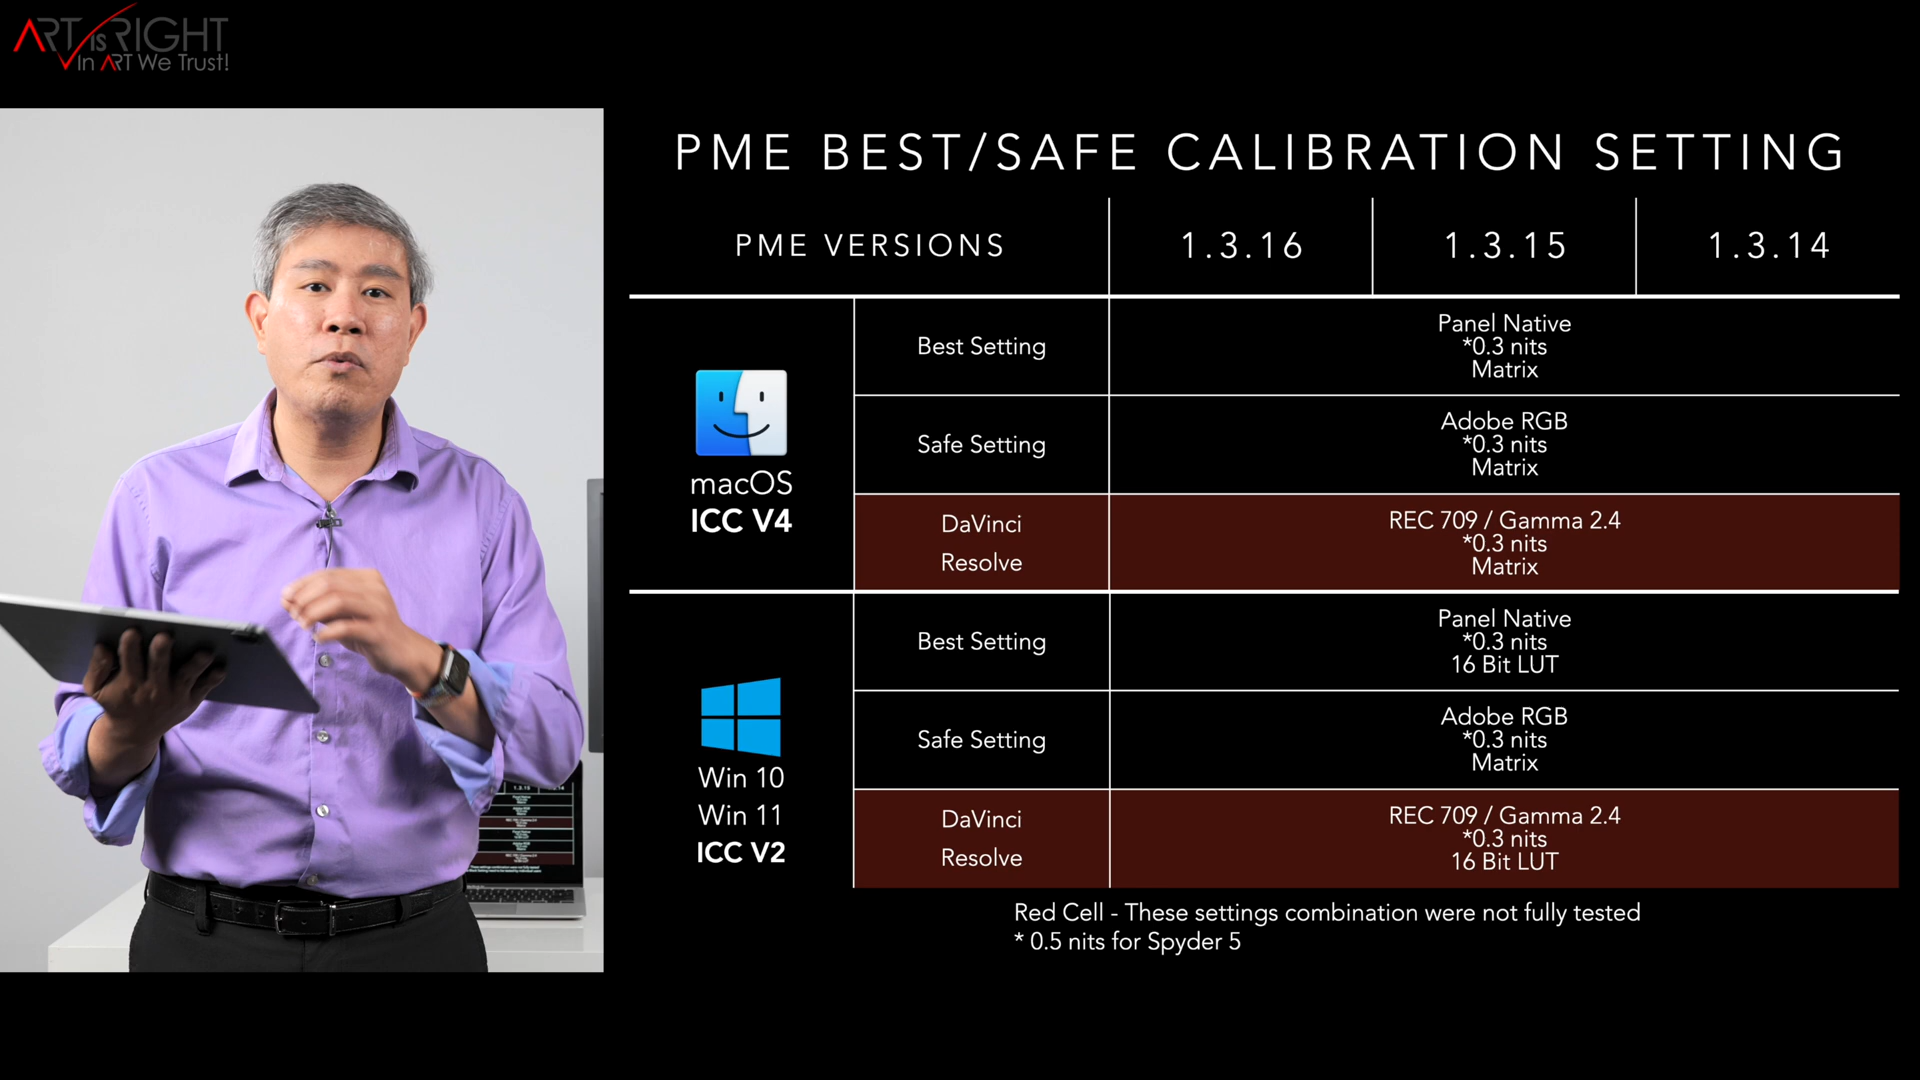 ART is RIGHT
In ART We Trust!
PME BEST/SAFE CALIBRATION SETTING
PME VERSIONS
1.3.16
1.3.15
1.3.14
macOS
ICC V4
Best Setting
Panel Native
*0.3 nits
Matrix
Safe Setting
Adobe RGB
*0.3 nits
Matrix
DaVinci
Resolve
REC 709 / Gamma 2.4
*0.3 nits
Matrix
Win 10
Win 11
ICC V2
Best Setting
Panel Native
*0.3 nits
16 Bit LUT
Safe Setting
Adobe RGB
*0.3 nits
Matrix
DaVinci
Resolve
REC 709 / Gamma 2.4
*0.3 nits
16 Bit LUT
Red Cell - These settings combination were not fully tested
* 0.5 nits for Spyder 5